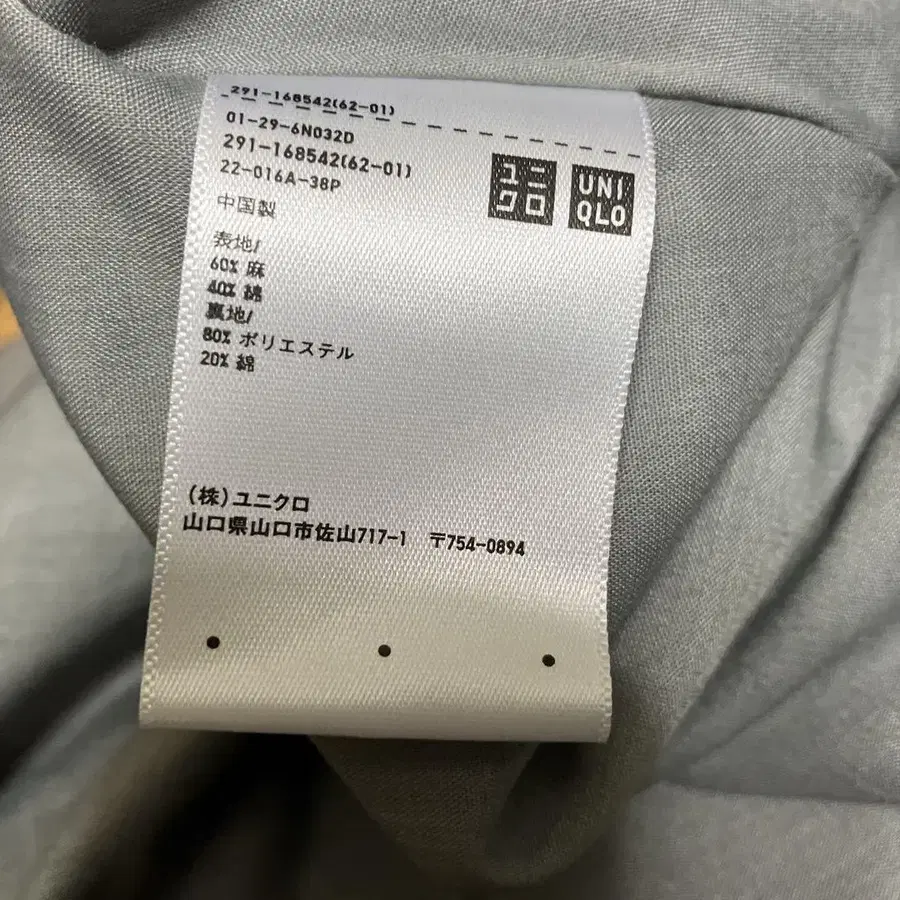 291-168542(62-01)
01-29-6N032D
291-168542(62-01)
22-016A-38P
ユニクロ
UNIQLO
中国製
表地/
60% 麻
40% 綿
裏地/
80% ポリエステル
20% 綿
(株)ユニクロ
山口県山口市佐山717-1 〒754-0894